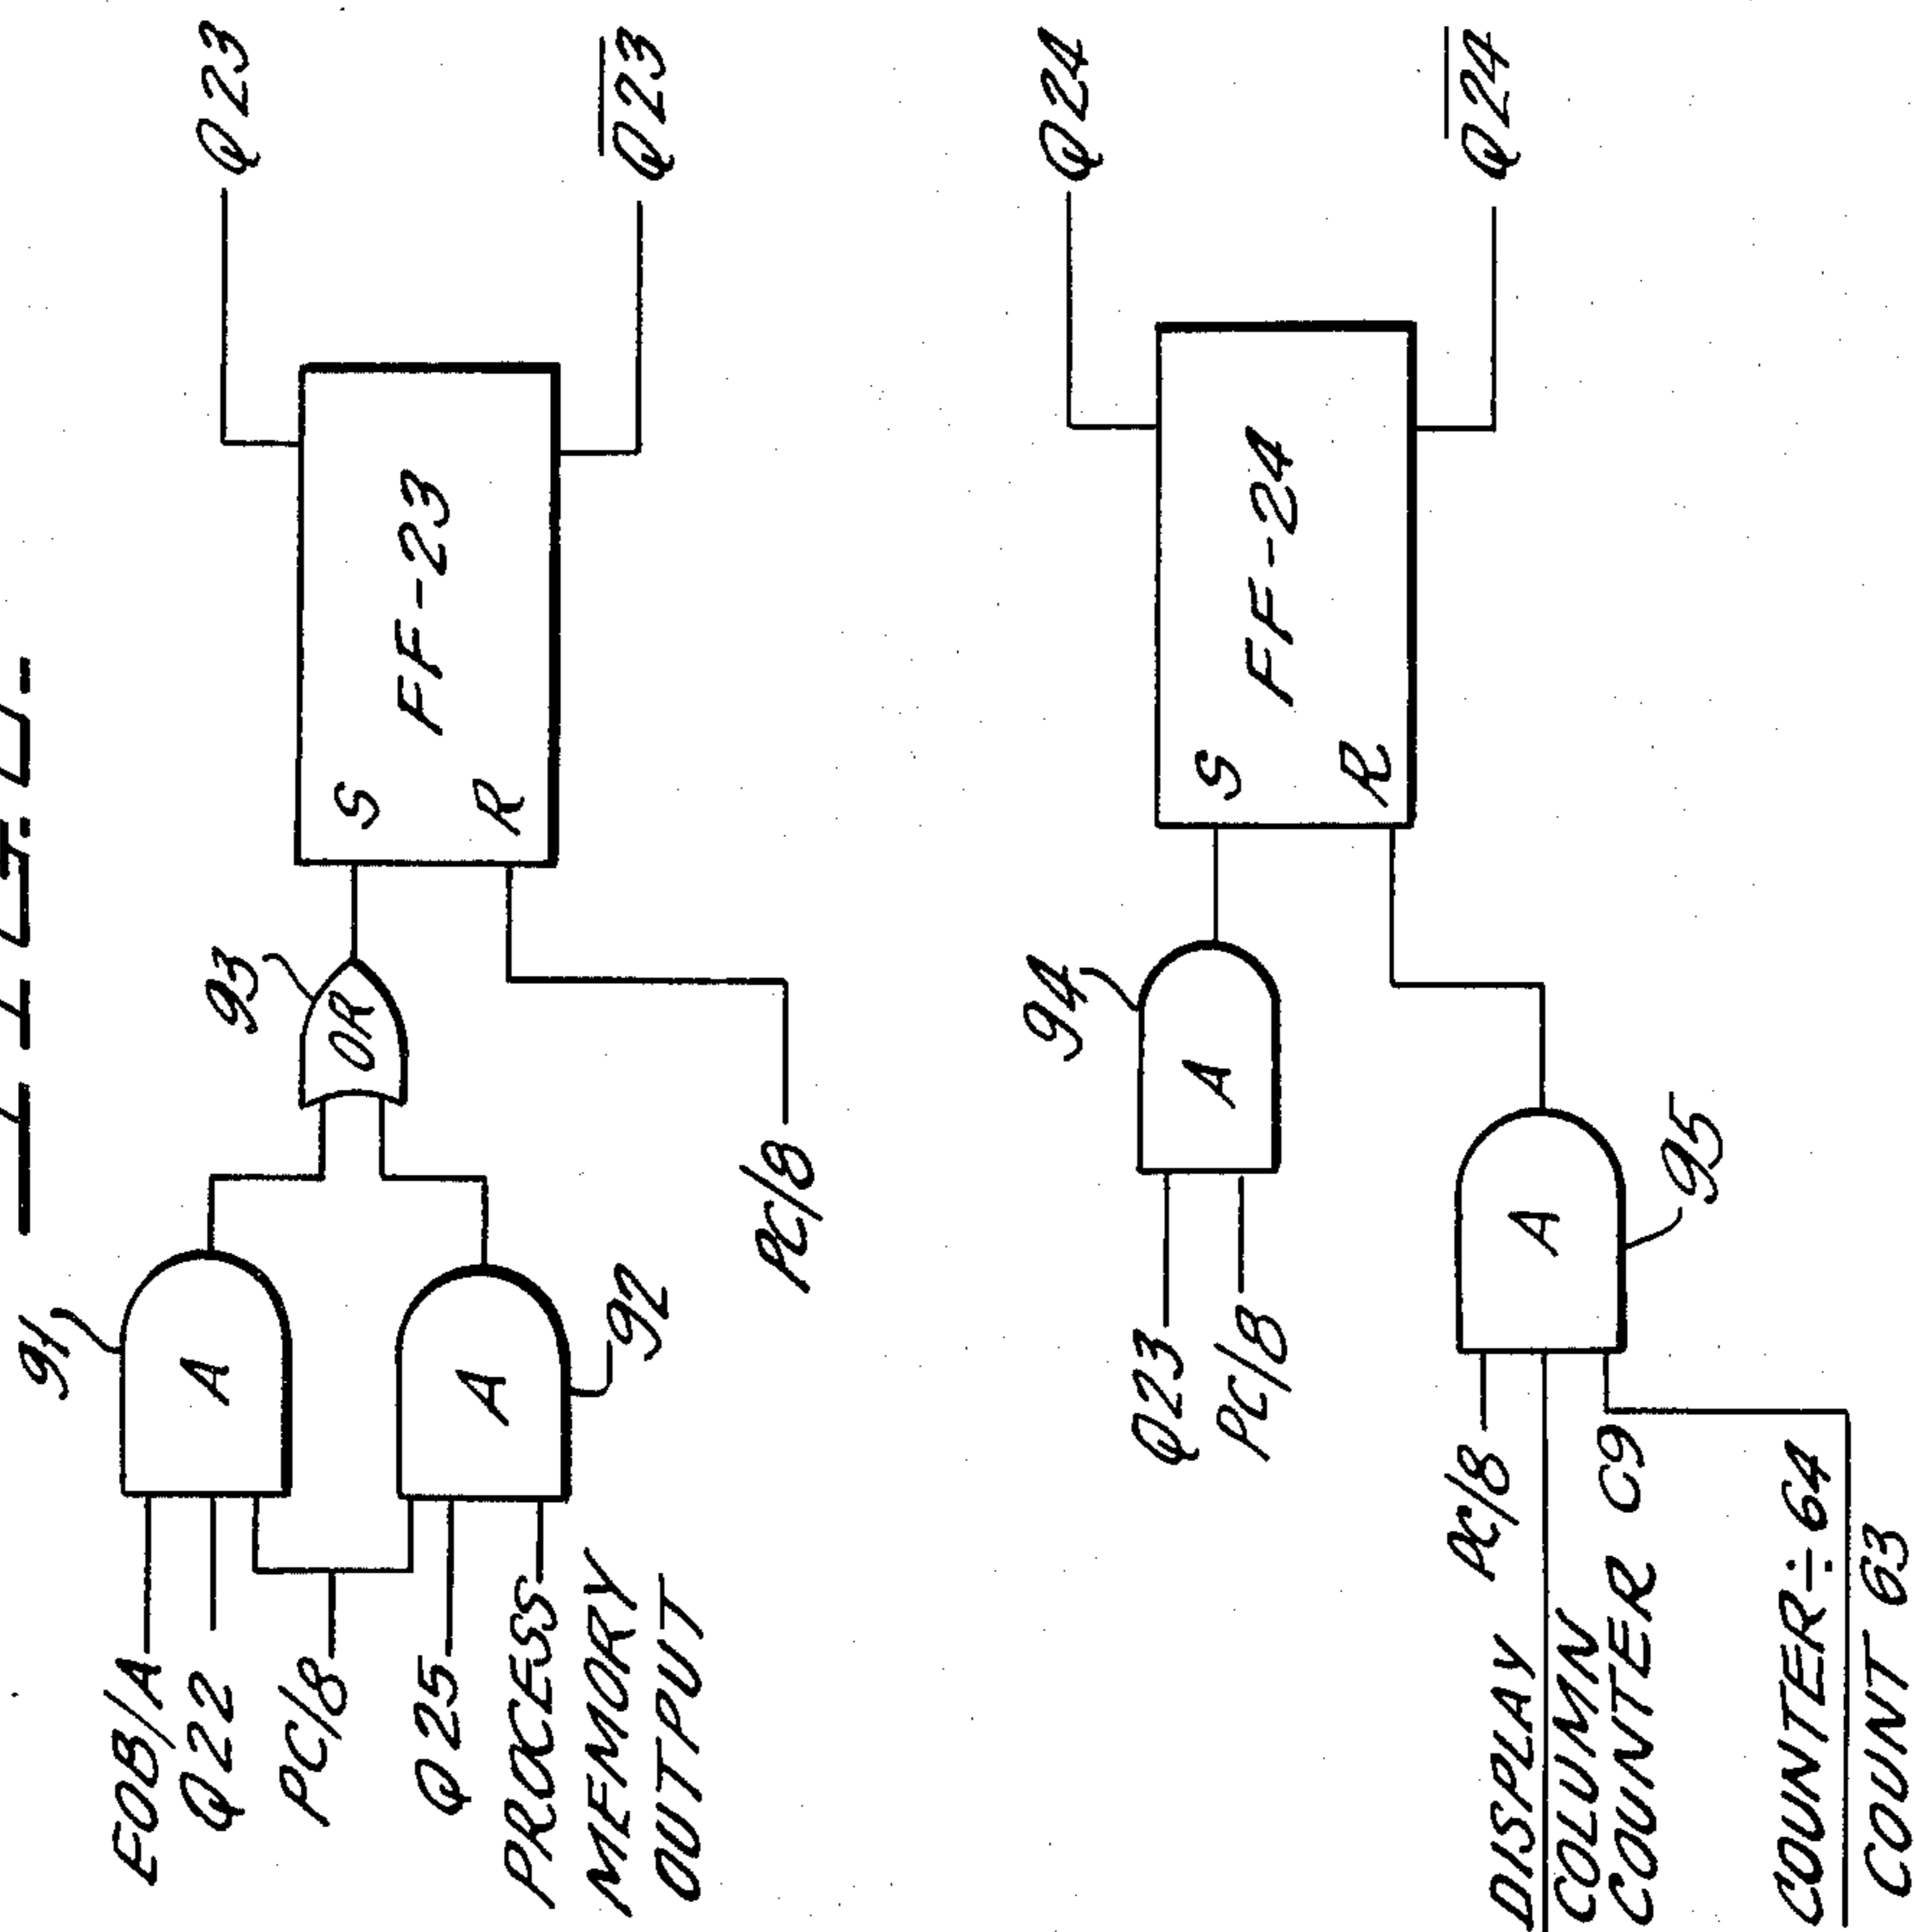 91
EOB/A
Q22
PC/8
A
93
OR
Q25
PROCESS
MEMORY
OUTPUT
A
92
PC/8
S
R
FF-23
Q23
Q23
94
Q23
PC/8
A
PC/8
DISPLAY
COLUMN
COUNTER C9
COUNTER÷64
COUNT 63
A
95
S
R
FF-24
Q24
Q24